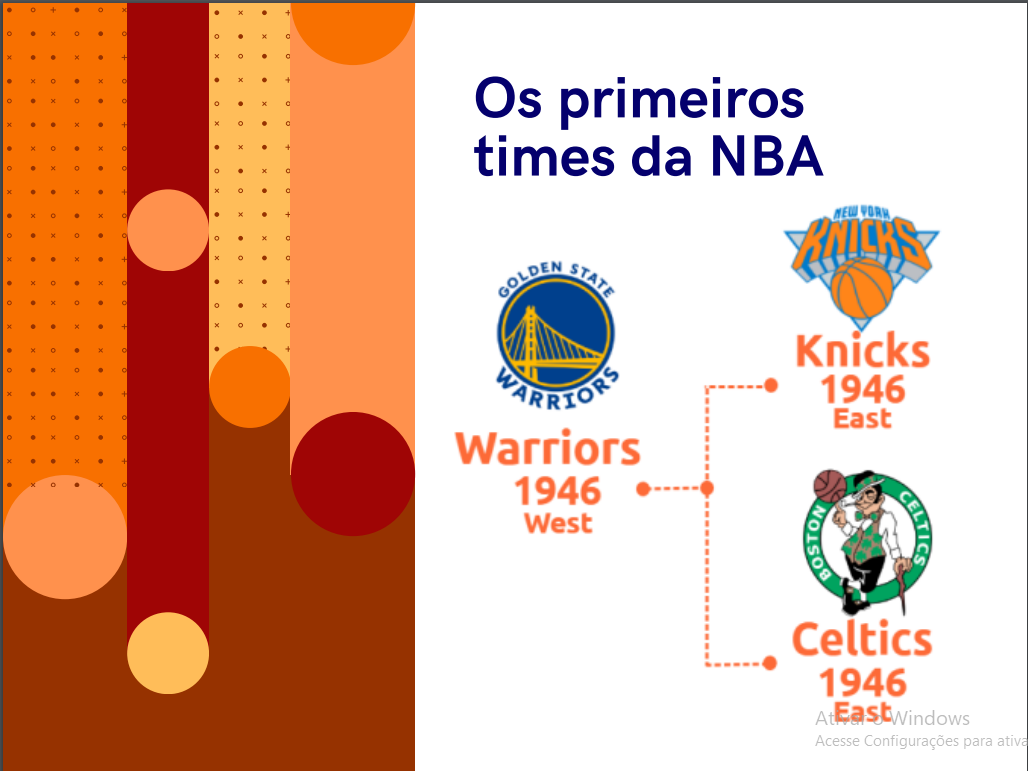 Os primeiros
times da NBA
NEW YORK
KNICKS
GOLDEN STATE
WARRIORS
Knicks
1946
East
Warriors
1946
West
BOSTON
CELTICS
Celtics
1946
East
Ativar o Windows
Acesse Configurações para ativa